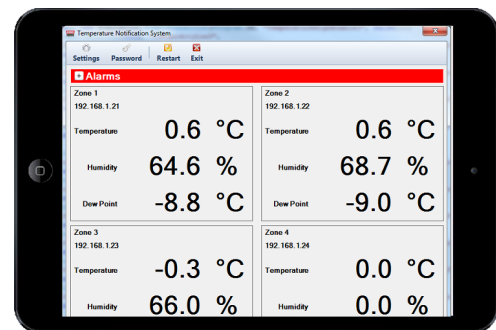 Temperature Notification System
Settings Password Restart Exit
Alarms
Zone 1
192.168.1.21
Temperature 0.6 °C
Humidity 64.6 %
Dew Point -8.8 °C
Zone 2
192.168.1.22
Temperature 0.6 °C
Humidity 68.7 %
Dew Point -9.0 °C
Zone 3
192.168.1.23
Temperature -0.3 °C
Humidity 66.0 %
Zone 4
192.168.1.24
Temperature 0.0 °C
Humidity 0.0 %